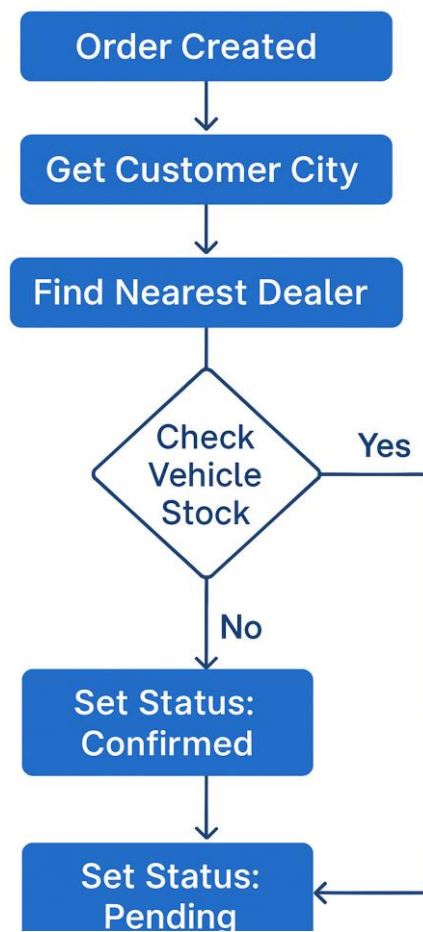 Order Created
Get Customer City
Find Nearest Dealer
Check
Vehicle
Stock
Yes
No
Set Status:
Confirmed
Set Status:
Pending